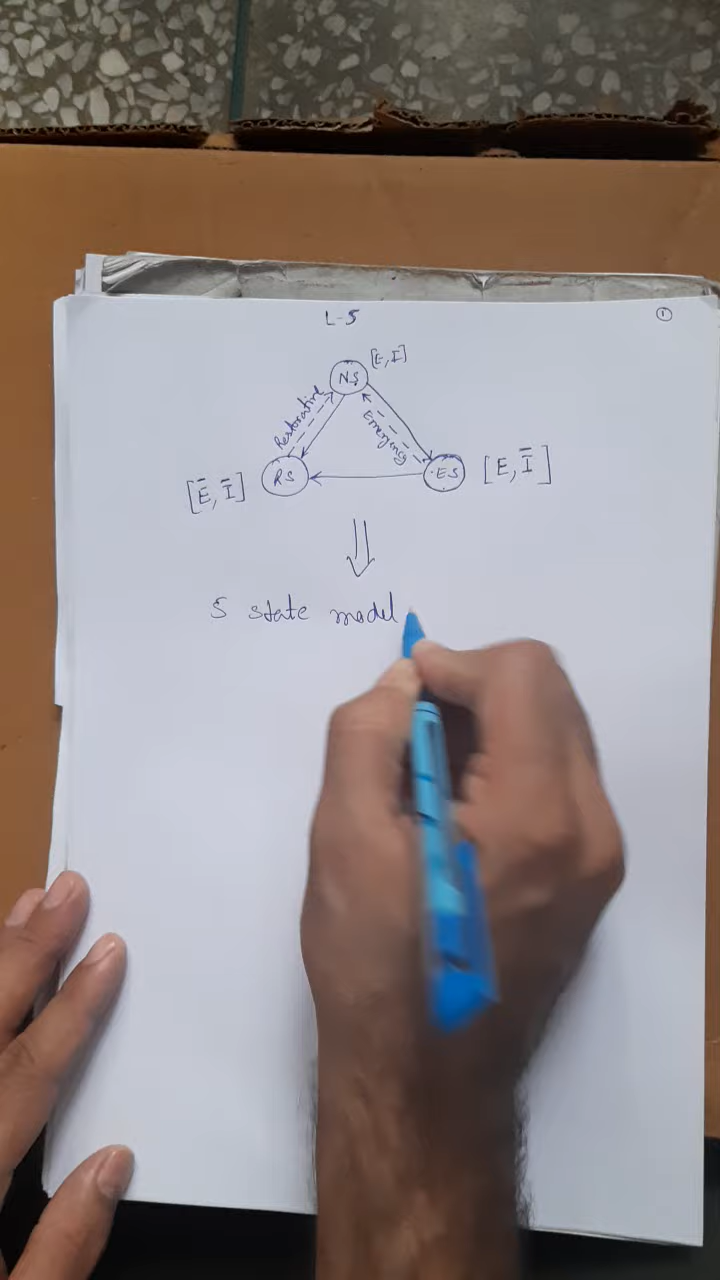 L-5
①
NS
[E, I]
Restorative
Emergency
RS
[Ē, Ī]
ES
[E, Ī]
5 state model